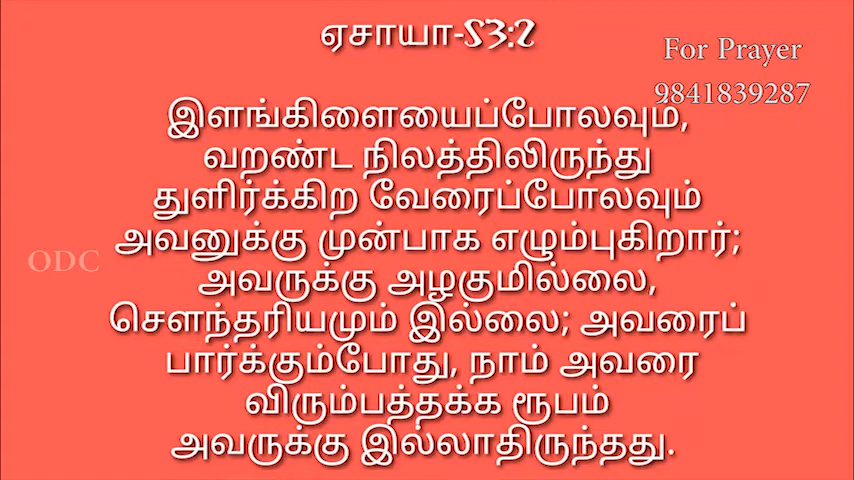 ஏசாயா-53:2
For Prayer
9841839287
இளங்கிளையைப்போலவும்,
வறண்ட நிலத்திலிருந்து
துளிர்க்கிற வேரைப்போலவும்
அவனுக்கு முன்பாக எழும்புகிறார்;
ODC
அவருக்கு அழகுமில்லை,
சௌந்தரியமும் இல்லை; அவரைப்
பார்க்கும்போது, நாம் அவரை
விரும்பத்தக்க ரூபம்
அவருக்கு இல்லாதிருந்தது.